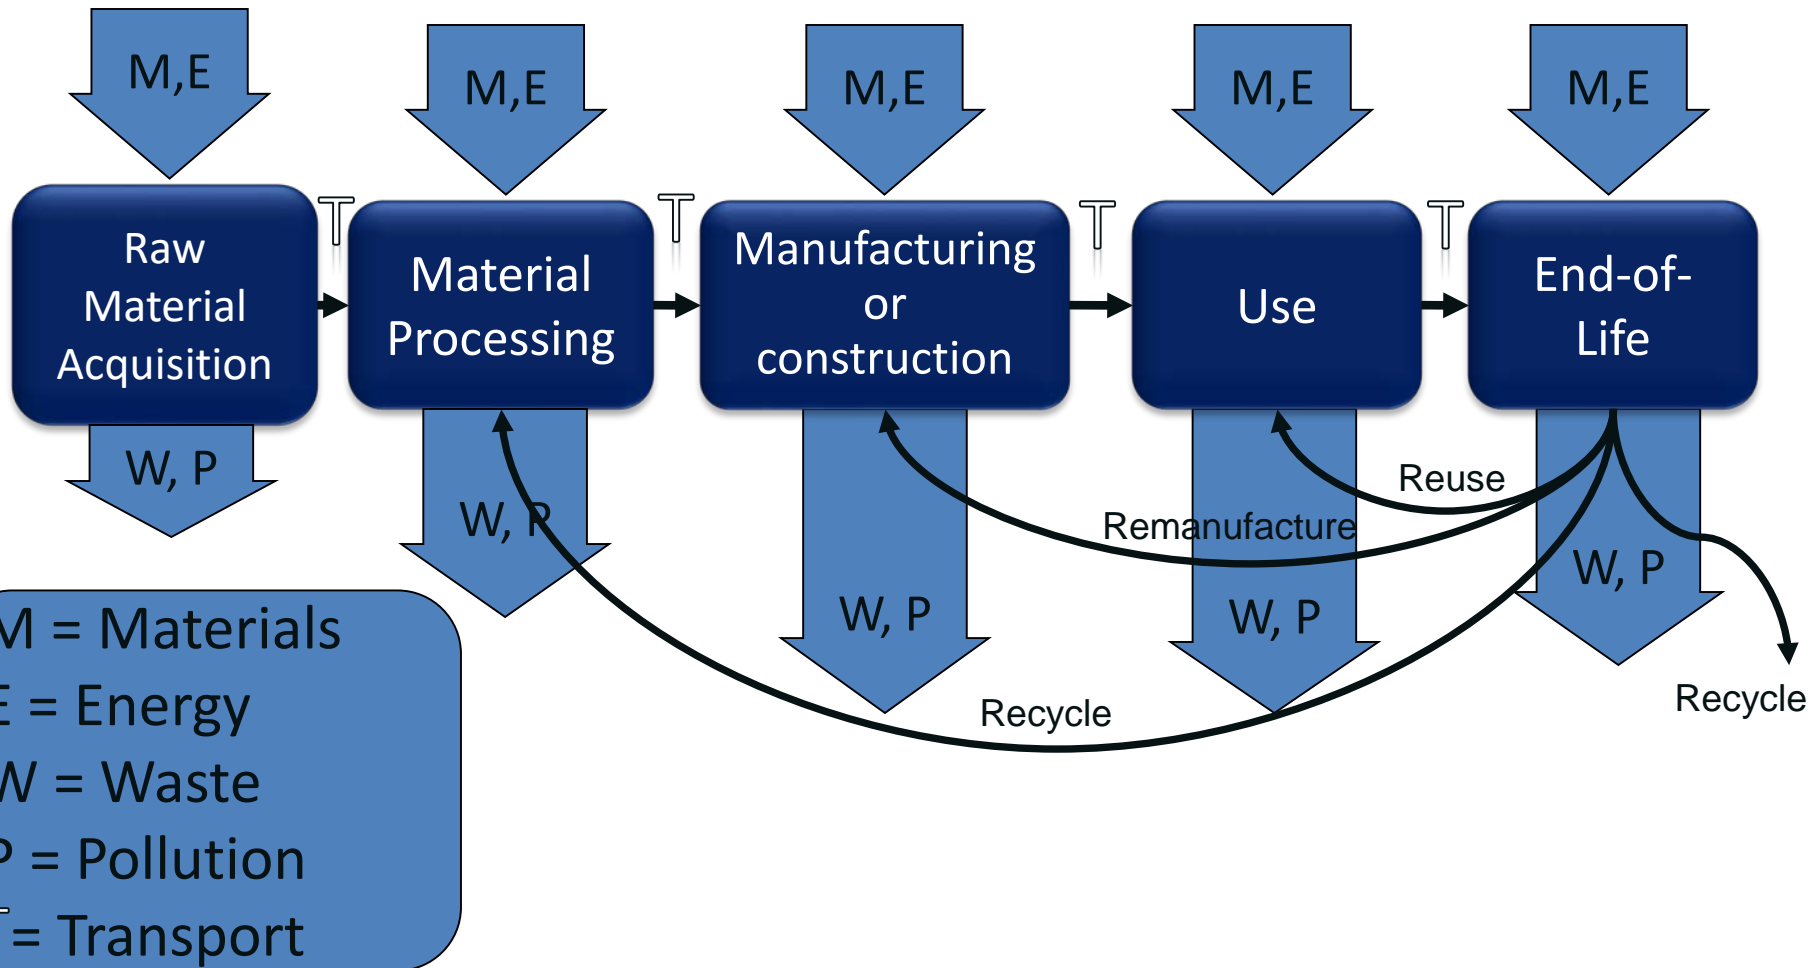 M,E
M,E
M,E
M,E
M,E
Raw
Material
Acquisition
T
Material
Processing
T
Manufacturing
or
construction
T
Use
T
End-of-
Life
W, P
W, P
W, P
W, P
W, P
Reuse
Remanufacture
Recycle
Recycle
M = Materials
E = Energy
W = Waste
P = Pollution
T = Transport